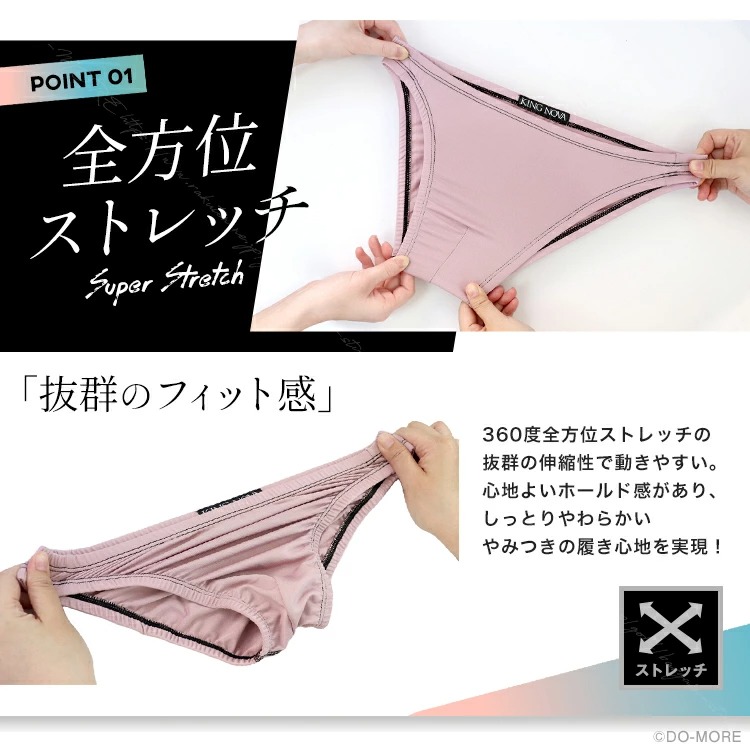 POINT 01
全方位
ストレッチ
Super Stretch
KING NOVA
「抜群のフィット感」
360度全方位ストレッチの
抜群の伸縮性で動きやすい。
心地よいホールド感があり、
しっとりやわらかい
やみつきの履き心地を実現！
KING NOVA
ストレッチ
©DO-MORE